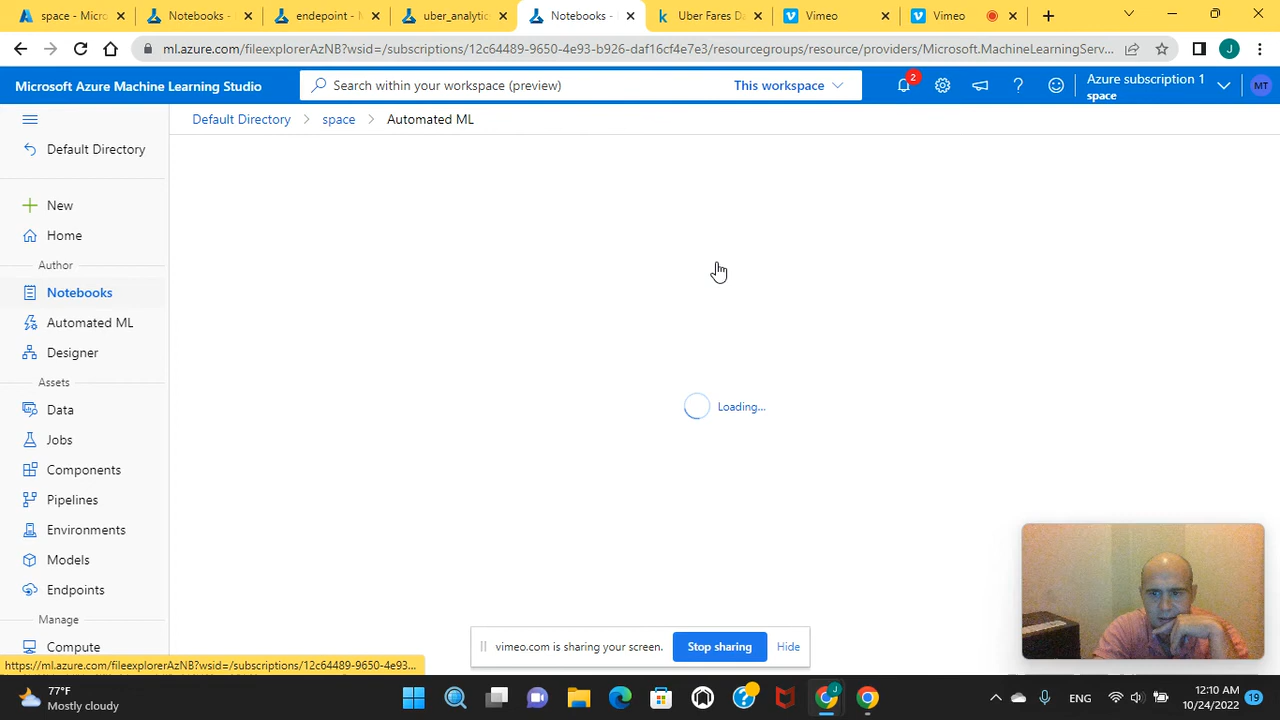 space - Micro
Notebooks -
endepoint - M
uber_analytic
Notebooks -
Uber Fares Da
Vimeo
Vimeo
ml.azure.com/fileexplorerAzNB?wsid=/subscriptions/12c64489-9650-4e93-b926-daf16cf4e7e3/resourcegroups/resource/providers/Microsoft.MachineLearningServ...
J
Microsoft Azure Machine Learning Studio
Search within your workspace (preview)
This workspace
2
Azure subscription 1
space
MT
Default Directory > space > Automated ML
Default Directory
New
Home
Author
Notebooks
Automated ML
Designer
Assets
Data
Jobs
Components
Pipelines
Environments
Models
Endpoints
Manage
Compute
Loading...
vimeo.com is sharing your screen.
Stop sharing
Hide
https://ml.azure.com/fileexplorerAzNB?wsid=/subscriptions/12c64489-9650-4e93...
77°F
Mostly cloudy
ENG
12:10 AM
10/24/2022
19